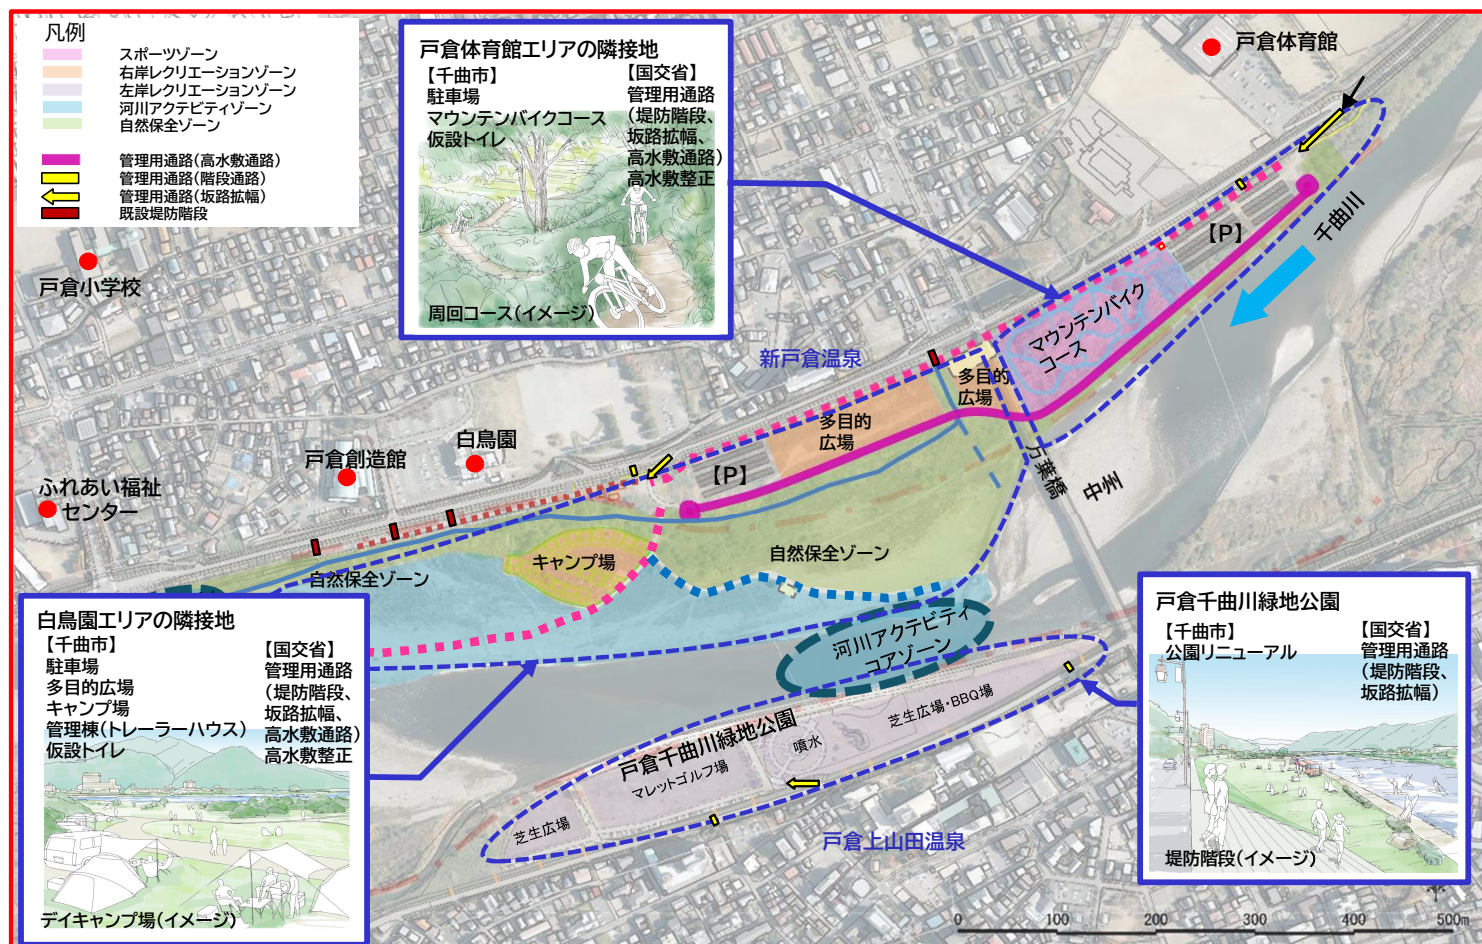 凡例
スポーツゾーン
右岸レクリエーションゾーン
左岸レクリエーションゾーン
河川アクテビティゾーン
自然保全ゾーン
管理用通路(高水敷通路)
管理用通路(階段通路)
管理用通路(坂路拡幅)
既設堤防階段
戸倉体育館エリアの隣接地
【千曲市】
駐車場
マウンテンバイクコース
仮設トイレ
【国交省】
管理用通路
(堤防階段、
坂路拡幅、
高水敷通路)
高水敷整正
周回コース(イメージ)
戸倉体育館
千曲川
【P】
マウンテンバイク
コース
戸倉小学校
新戸倉温泉
多目的
広場
多目的
広場
白鳥園
戸倉創造館
【P】
ふれあい福祉
センター
万葉橋
中州
キャンプ場
自然保全ゾーン
自然保全ゾーン
河川アクテビティ
コアゾーン
白鳥園エリアの隣接地
【千曲市】
駐車場
多目的広場
キャンプ場
管理棟(トレーラーハウス)
仮設トイレ
【国交省】
管理用通路
(堤防階段、
坂路拡幅、
高水敷通路)
高水敷整正
デイキャンプ場(イメージ)
戸倉千曲川緑地公園
芝生広場・BBQ場
噴水
マレットゴルフ場
芝生広場
戸倉上山田温泉
戸倉千曲川緑地公園
【千曲市】
公園リニューアル
【国交省】
管理用通路
(堤防階段、
坂路拡幅)
堤防階段(イメージ)
0 100 200 300 400 500m